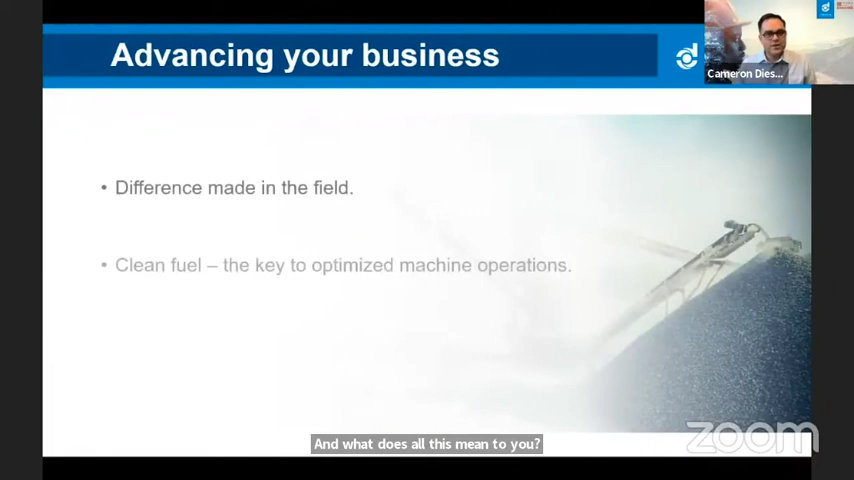 Advancing your business
Cameron Dies...
• Difference made in the field.
• Clean fuel – the key to optimized machine operations.
And what does all this mean to you?
zoom